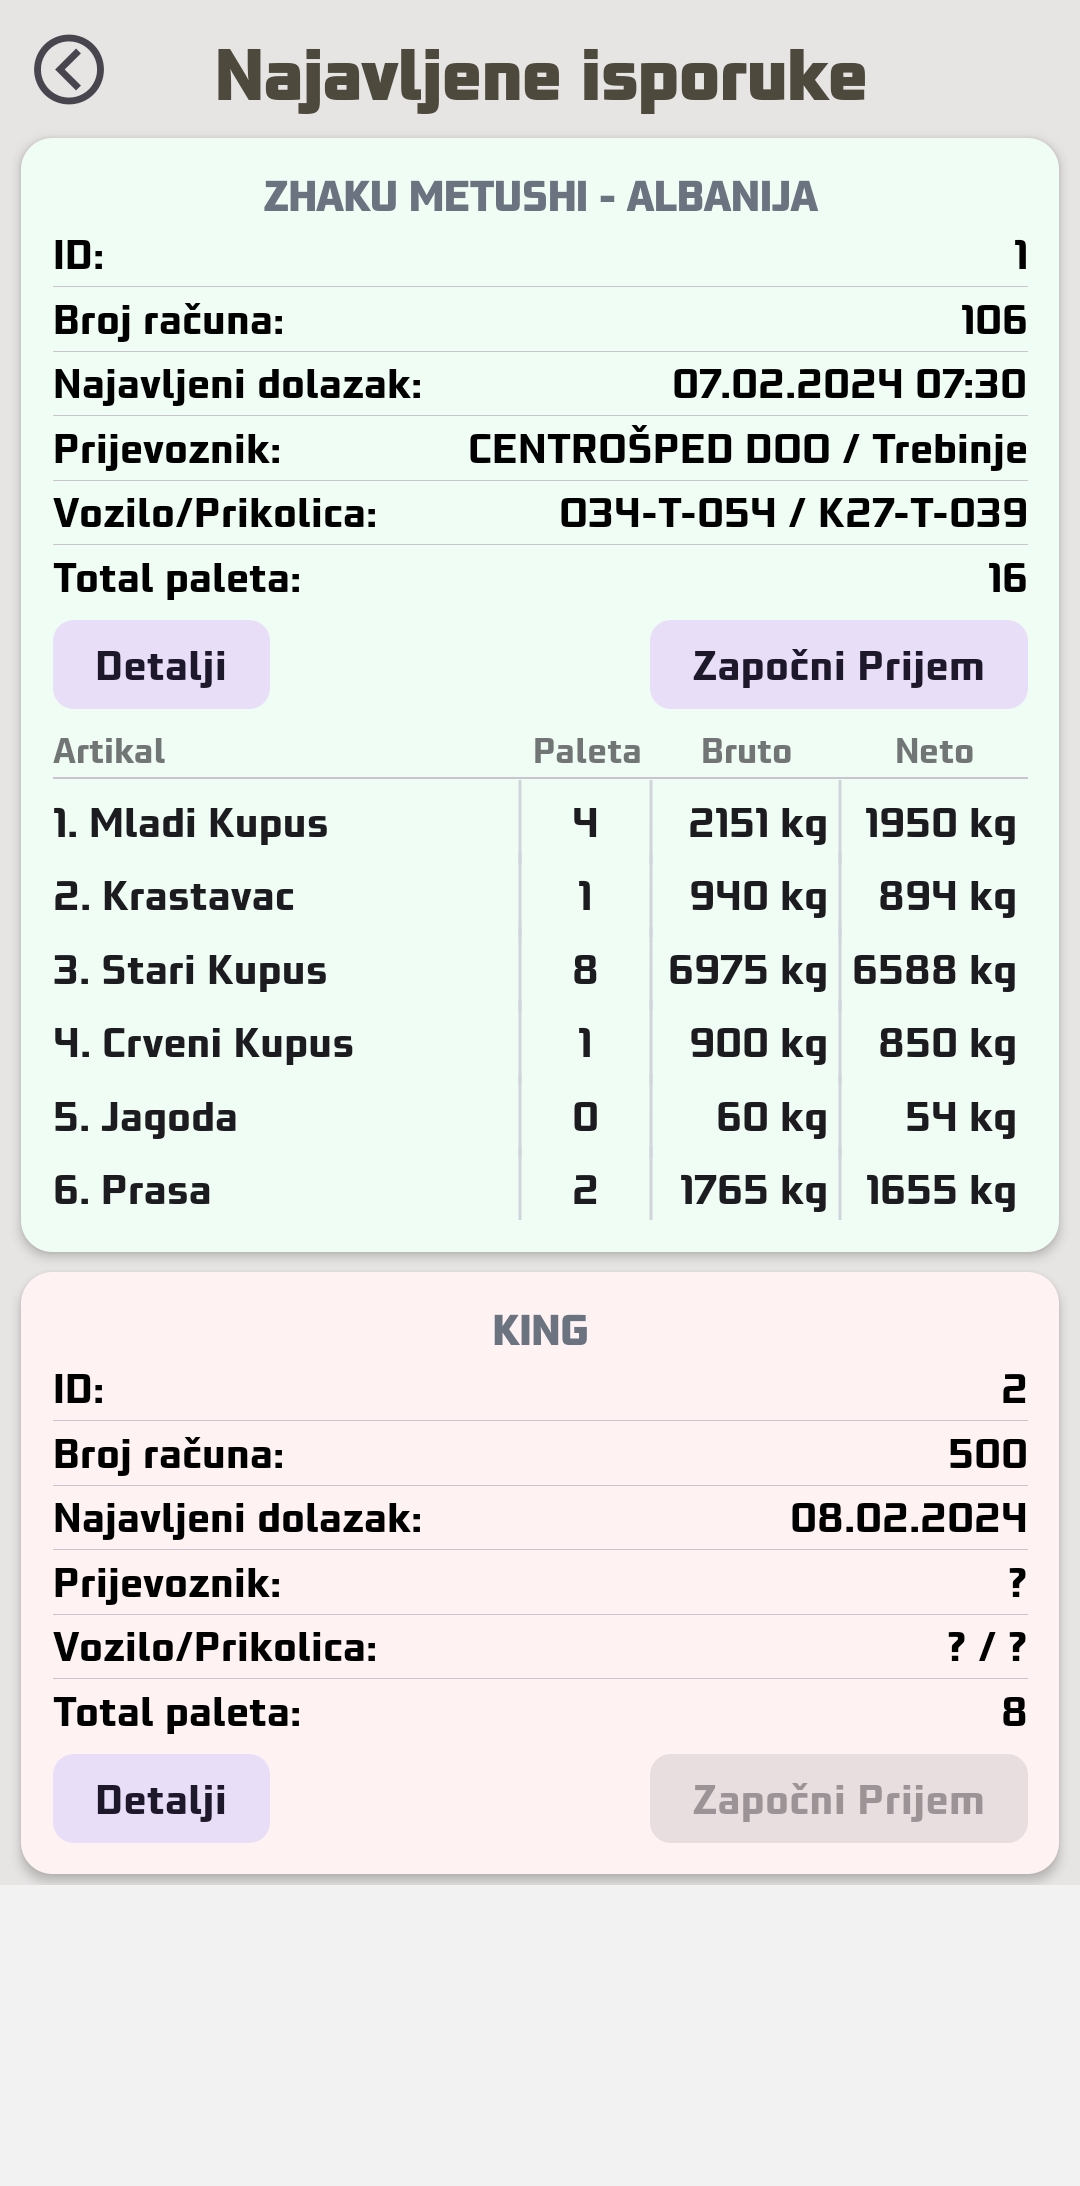 Najavljene isporuke
ZHAKU METUSHI - ALBANIJA
ID: 1
Broj računa: 106
Najavljeni dolazak: 07.02.2024 07:30
Prijevoznik: CENTROŠPED DOO / Trebinje
Vozilo/Prikolica: 034-T-054 / K27-T-039
Total paleta: 16
Detalji Započni Prijem
Artikal Paleta Bruto Neto
1. Mladi Kupus 4 2151 kg 1950 kg
2. Krastavac 1 940 kg 894 kg
3. Stari Kupus 8 6975 kg 6588 kg
4. Crveni Kupus 1 900 kg 850 kg
5. Jagoda 0 60 kg 54 kg
6. Prasa 2 1765 kg 1655 kg
KING
ID: 2
Broj računa: 500
Najavljeni dolazak: 08.02.2024
Prijevoznik: ?
Vozilo/Prikolica: ? / ?
Total paleta: 8
Detalji Započni Prijem